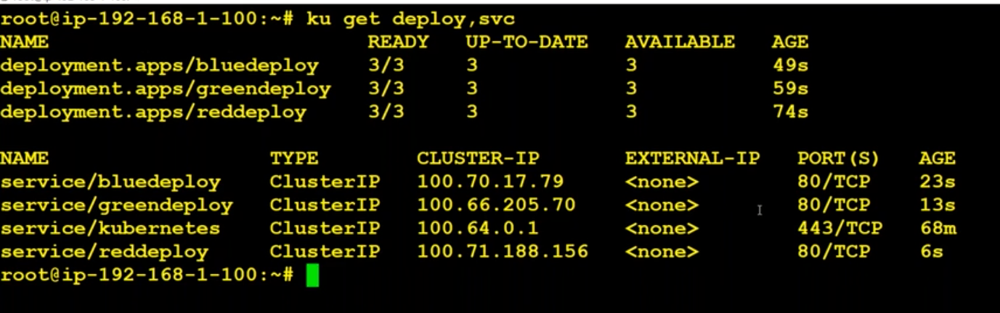 root@ip-192-168-1-100:~# ku get deploy,svc
NAME READY UP-TO-DATE AVAILABLE AGE
deployment.apps/bluedeploy 3/3 3 3 49s
deployment.apps/greendeploy 3/3 3 3 59s
deployment.apps/reddeploy 3/3 3 3 74s
NAME TYPE CLUSTER-IP EXTERNAL-IP PORT(S) AGE
service/bluedeploy ClusterIP 100.70.17.79 <none> 80/TCP 23s
service/greendeploy ClusterIP 100.66.205.70 <none> 80/TCP 13s
service/kubernetes ClusterIP 100.64.0.1 <none> 443/TCP 68m
service/reddeploy ClusterIP 100.71.188.156 <none> 80/TCP 6s
root@ip-192-168-1-100:~#